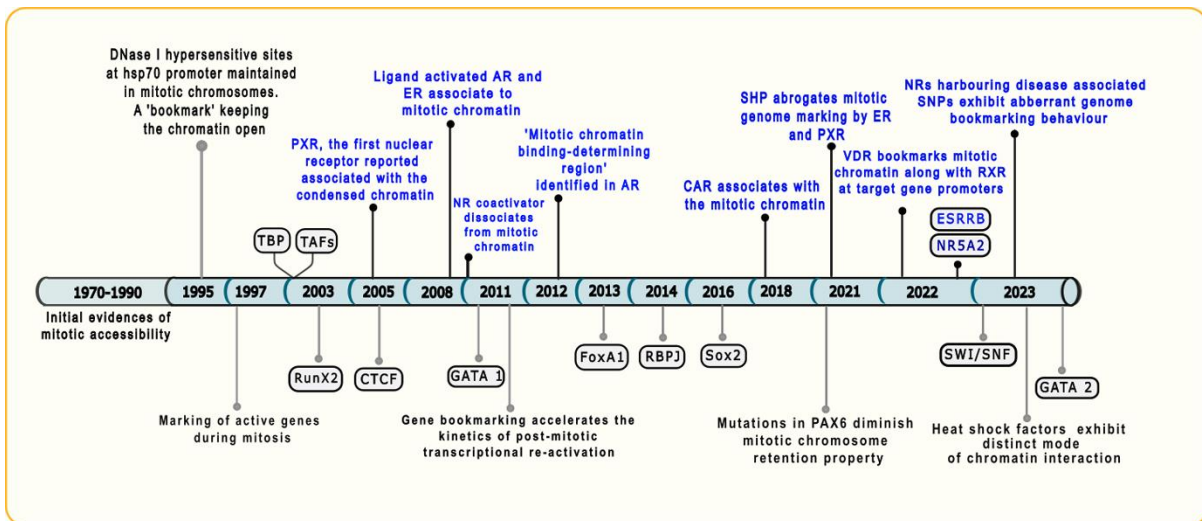 DNase I hypersensitive sites
at hsp70 promoter maintained
in mitotic chromosomes.
A 'bookmark' keeping
the chromatin open
PXR, the first nuclear
receptor reported
associated with the
condensed chromatin
Ligand activated AR and
ER associate to
mitotic chromatin
NR coactivator
dissociates
from mitotic
chromatin
'Mitotic chromatin
binding-determining
region'
identified in AR
CAR associates with
the mitotic chromatin
SHP abrogates mitotic
genome marking by ER
and PXR
VDR bookmarks mitotic
chromatin along with RXR
at target gene promoters
NRs harbouring disease associated
SNPs exhibit abberrant genome
bookmarking behaviour
TBP
TAFs
ESRRB
NR5A2
1970-1990
1995
1997
2003
2005
2008
2011
2012
2013
2014
2016
2018
2021
2022
2023
Initial evidences of
mitotic accessibility
RunX2
CTCF
GATA 1
FoxA1
RBPJ
Sox2
SWI/SNF
GATA 2
Marking of active genes
during mitosis
Gene bookmarking accelerates the
kinetics of post-mitotic
transcriptional re-activation
Mutations in PAX6 diminish
mitotic chromosome
retention property
Heat shock factors exhibit
distinct mode
of chromatin interaction